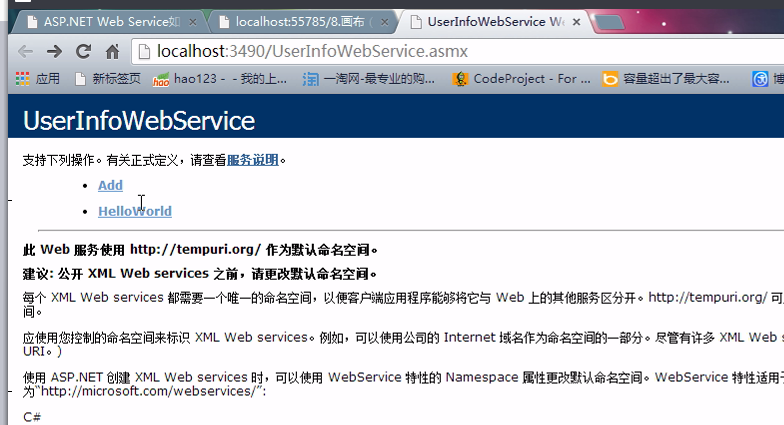 ASP.NET Web Service如
localhost:55785/8.画布（
UserInfoWebService We
localhost:3490/UserInfoWebService.asmx
应用 新标签页 hao123 - - 我的上... 一淘网-最专业的购... CodeProject - For ... 容量超出了最大容... 博
UserInfoWebService
支持下列操作。有关正式定义，请查看服务说明。
Add
HelloWorld
此 Web 服务使用 http://tempuri.org/ 作为默认命名空间。
建议: 公开 XML Web services 之前，请更改默认命名空间。
每个 XML Web services 都需要一个唯一的命名空间，以便客户端应用程序能够将它与 Web 上的其他服务区分开。http://tempuri.org/ 可
间。
应使用您控制的命名空间来标识 XML Web services。例如，可以使用公司的 Internet 域名作为命名空间的一部分。尽管有许多 XML Web s
URI。)
使用 ASP.NET 创建 XML Web services 时，可以使用 WebService 特性的 Namespace 属性更改默认命名空间。WebService 特性适用于
为“http://microsoft.com/webservices/”:
C#